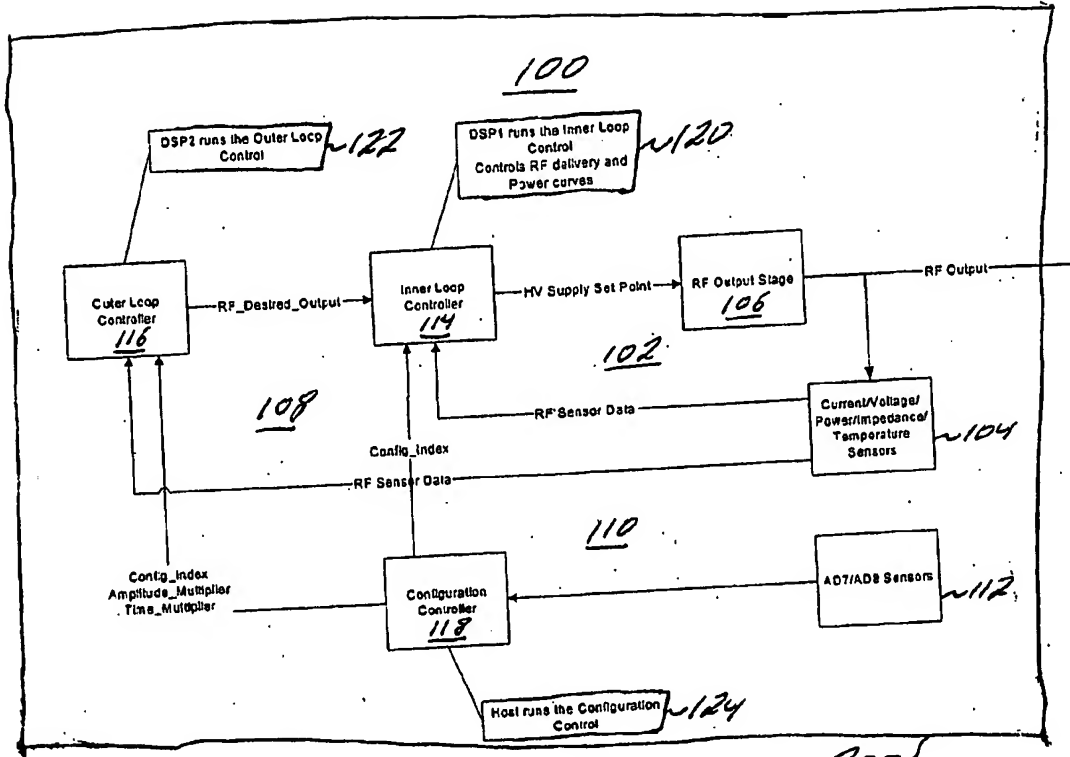 100
DSP2 runs the Outer Loop
Control
122
DSP1 runs the Inner Loop
Control
Controls RF delivery and
Power curves
120
Outer Loop
Controller
116
RF_Desired_Output
Inner Loop
Controller
114
HV Supply Set Point
RF Output Stage
106
RF Output
102
108
RF Sensor Data
Current/Voltage/
Power/Impedance/
Temperature
Sensors
104
Config_Index
RF Sensor Data
110
Config_Index
Amplitude_Multiplier
Time_Multiplier
Configuration
Controller
118
AD7/AD8 Sensors
112
Host runs the Configuration
Control
124